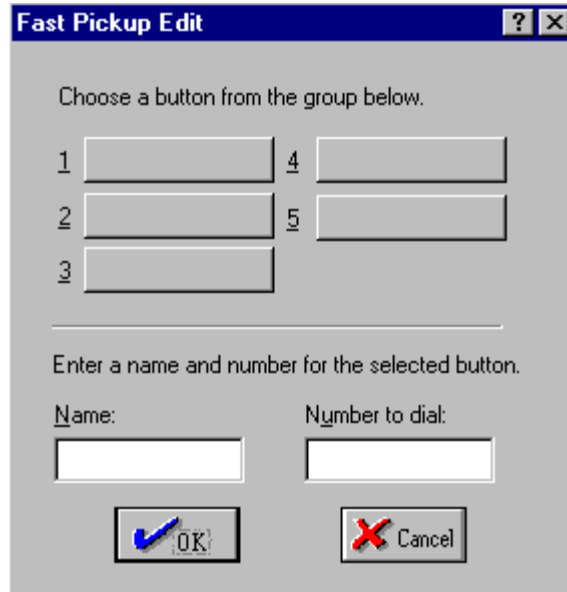 Fast Pickup Edit ? X
Choose a button from the group below.
1 4
2 5
3
Enter a name and number for the selected button.
Name: Number to dial:
OK Cancel